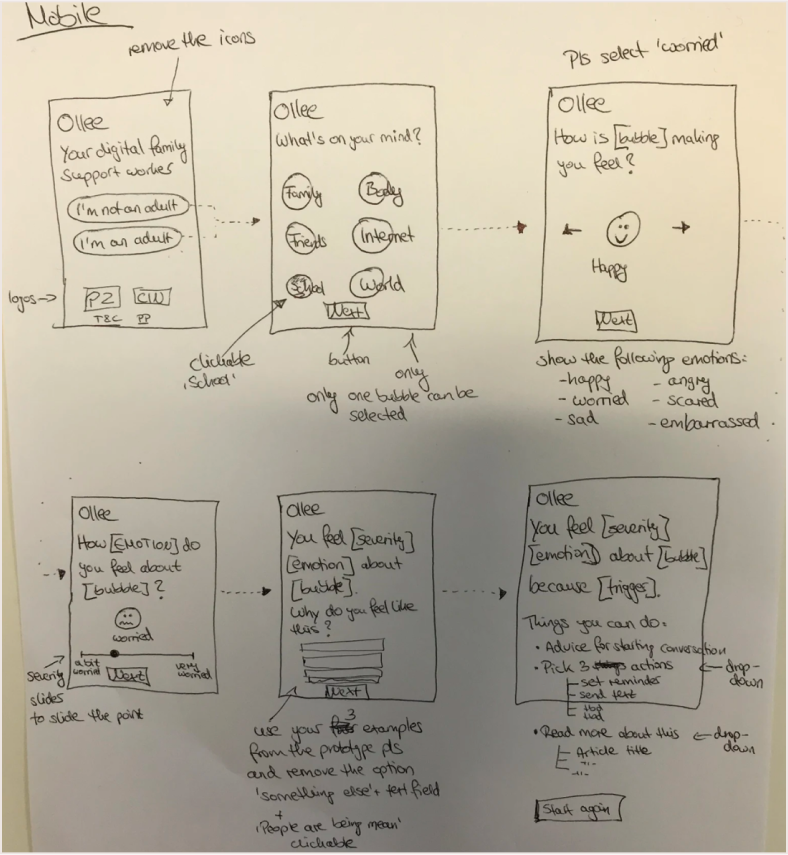 Mobile
remove the icons
Ollee
Your digital family
support worker
I'm not an adult
I'm an adult
logos →
PZ CW
T&C PP
Ollee
What's on your mind?
Family Body
Friends Internet
School World
Next
clickable
'School'
button
only
only one bubble can be
selected
Pls select 'worried'
Ollee
How is [bubble] making
you feel?
Happy
Next
show the following emotions:
- happy - angry
- worried - scared
- sad - embarrassed
Ollee
How [EMOTION] do
you feel about
[bubble]?
worried
a bit
worried
very
worried
Next
severity
slides
to slide the point
Ollee
You feel [severity]
[emotion] about
[bubble].
Why do you feel like
this?
Next
use your 3 examples
from the prototype pls
and remove the option
'something else' + text field
+
'People are being mean'
clickable
Ollee
You feel [severity]
[emotion] about [bubble]
because [trigger].
Things you can do:
• Advice for starting conversation
• Pick 3 actions ← drop-
down
set reminder
send text
• Read more about this ← drop-
down
Article title
-"-
-"-
Start again